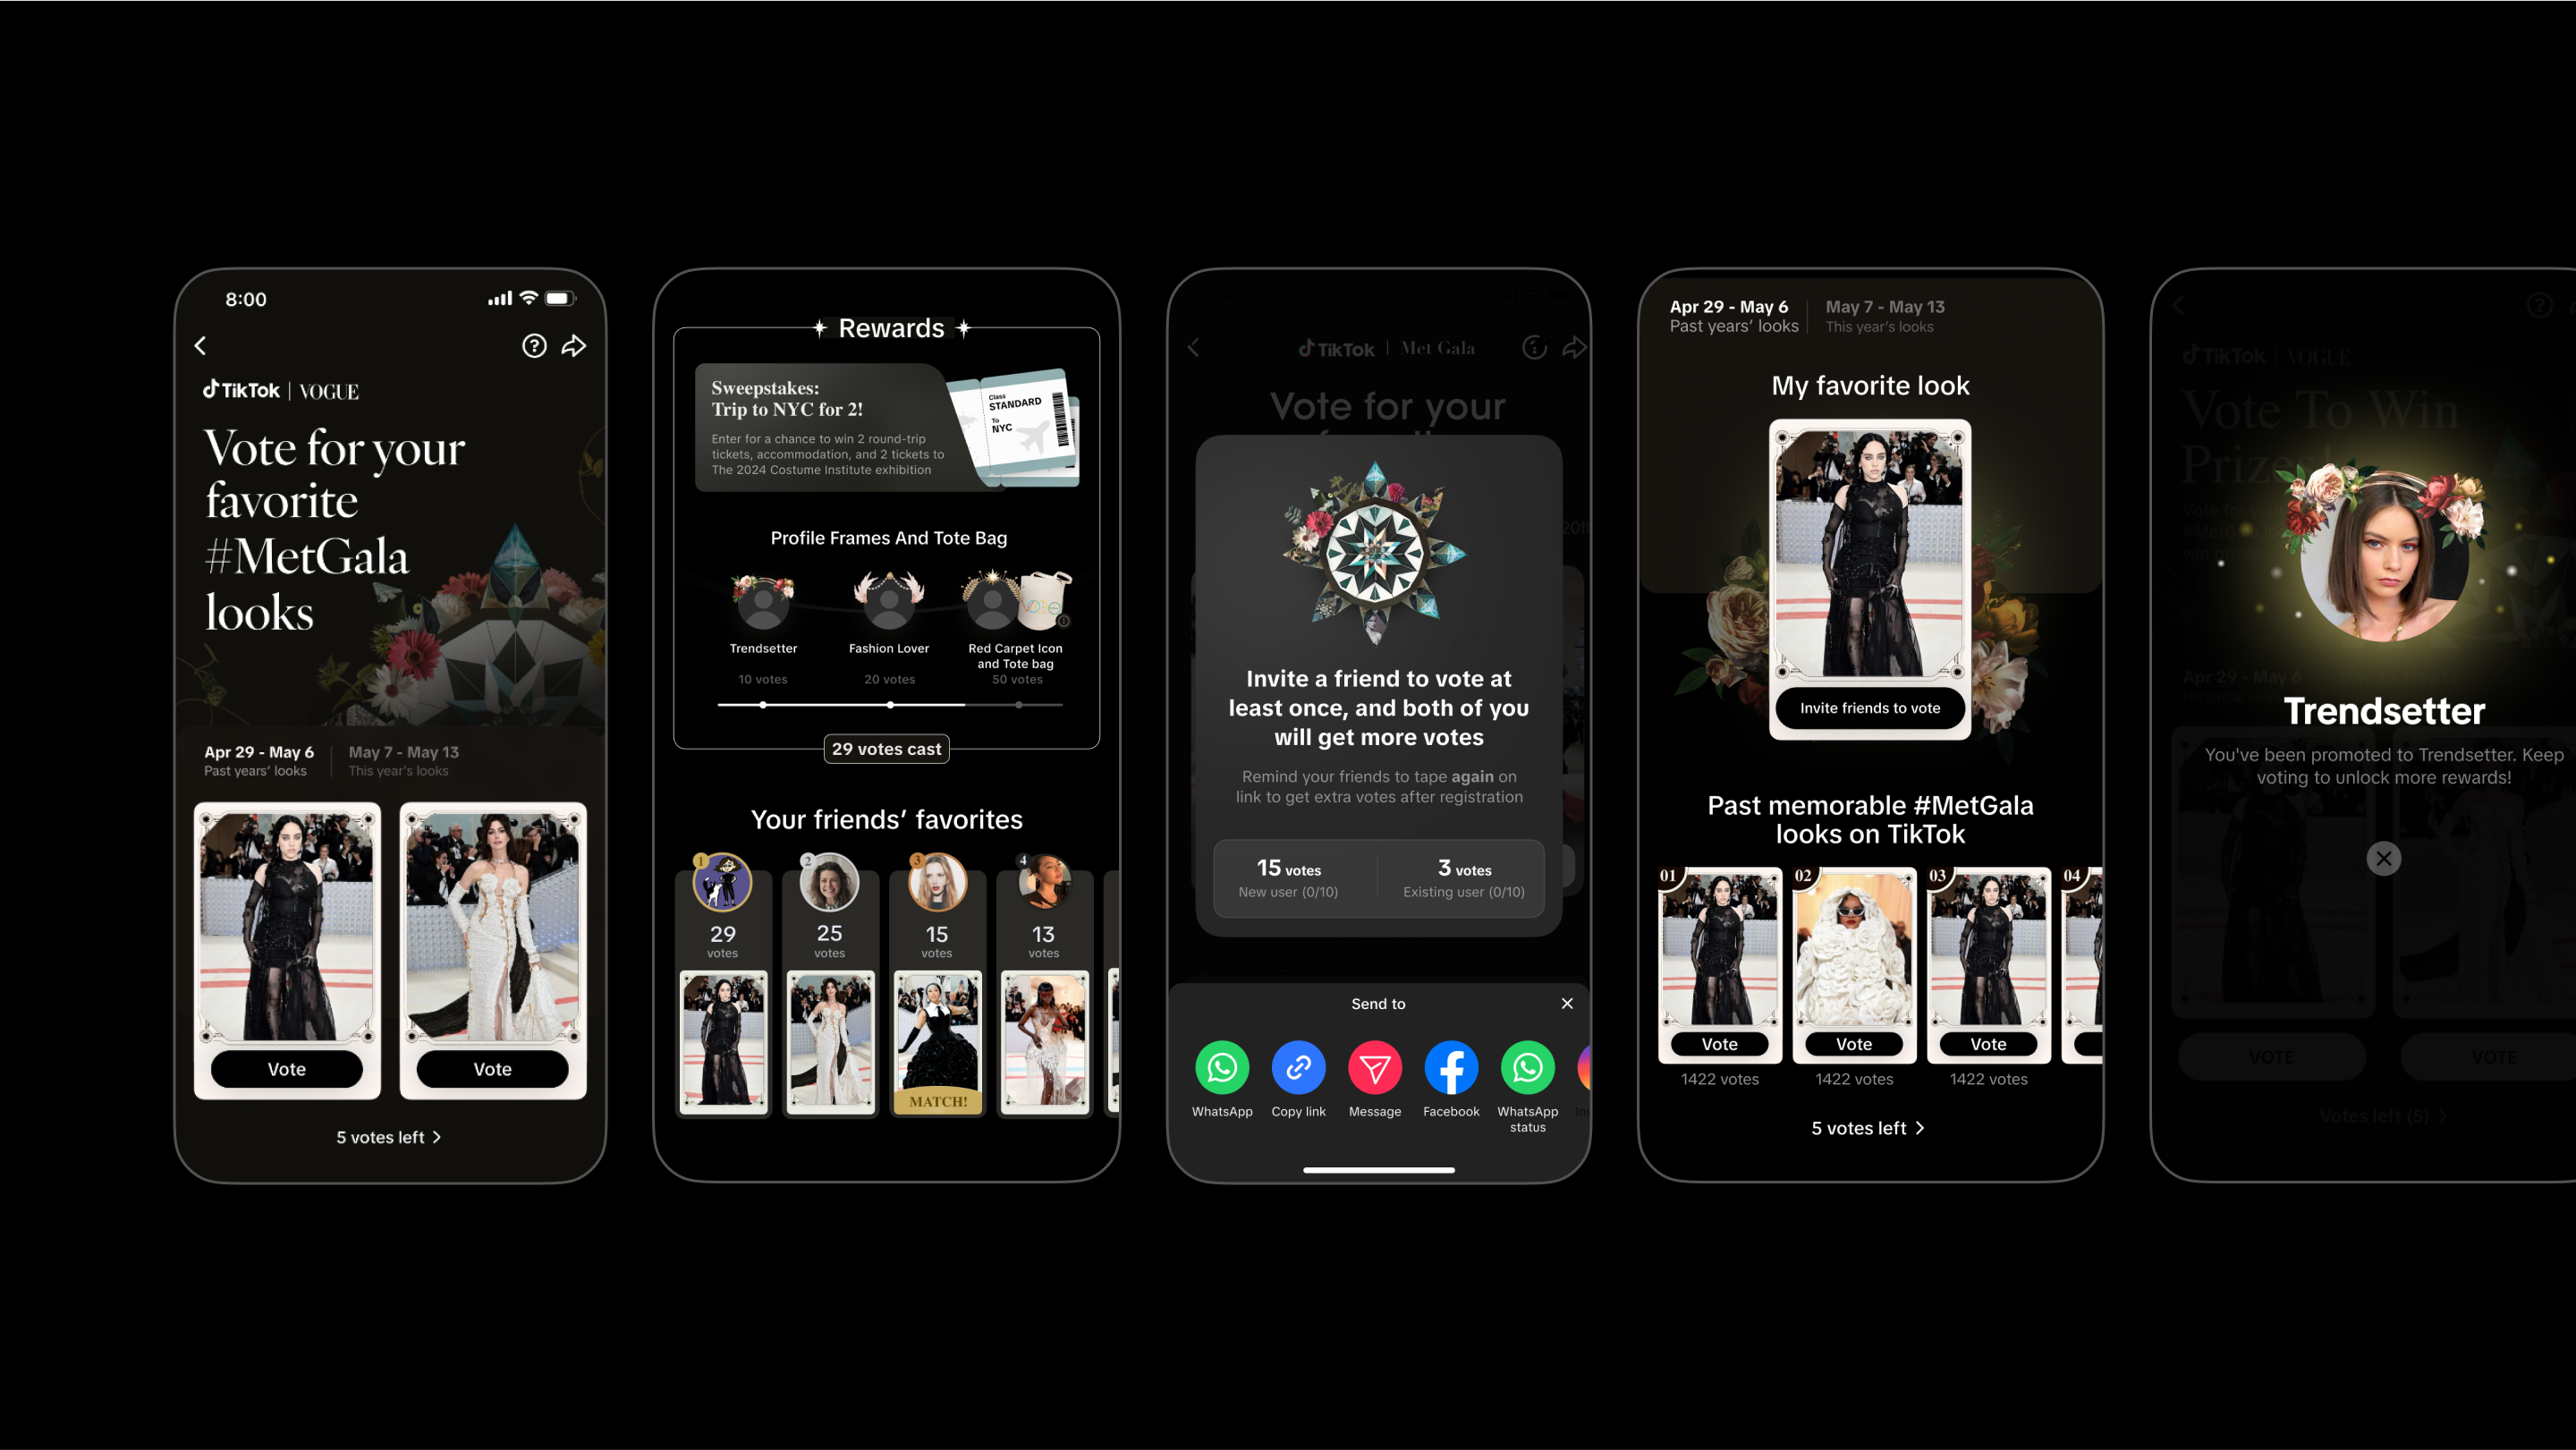 8:00
TikTok | VOGUE
Vote for your
favorite
#MetGala
looks
Apr 29 - May 6
Past years' looks
May 7 - May 13
This year's looks
Vote
Vote
5 votes left
Rewards
Sweepstakes:
Trip to NYC for 2!
Enter for a chance to win 2 round-trip
tickets, accommodation, and 2 tickets to
The 2024 Costume Institute exhibition
Class
STANDARD
To
NYC
Profile Frames And Tote Bag
VOTE
Trendsetter
10 votes
Fashion Lover
20 votes
Red Carpet Icon
and Tote bag
50 votes
29 votes cast
Your friends' favorites
1
29
votes
2
25
votes
3
15
votes
4
13
votes
MATCH!
TikTok | Met Gala
Vote for your
Invite a friend to vote at
least once, and both of you
will get more votes
Remind your friends to tape again on
link to get extra votes after registration
15 votes
New user (0/10)
3 votes
Existing user (0/10)
Send to
WhatsApp
Copy link
Message
Facebook
WhatsApp
status
Apr 29 - May 6
Past years' looks
May 7 - May 13
This year's looks
My favorite look
Invite friends to vote
Past memorable #MetGala
looks on TikTok
01
02
03
04
Vote
Vote
Vote
1422 votes
1422 votes
1422 votes
5 votes left
TikTok | VOGUE
Vote To Win
Prizes!
Apr 29 - May 6
Trendsetter
You've been promoted to Trendsetter. Keep
voting to unlock more rewards!
VOTE
VOTE
Votes left (5)